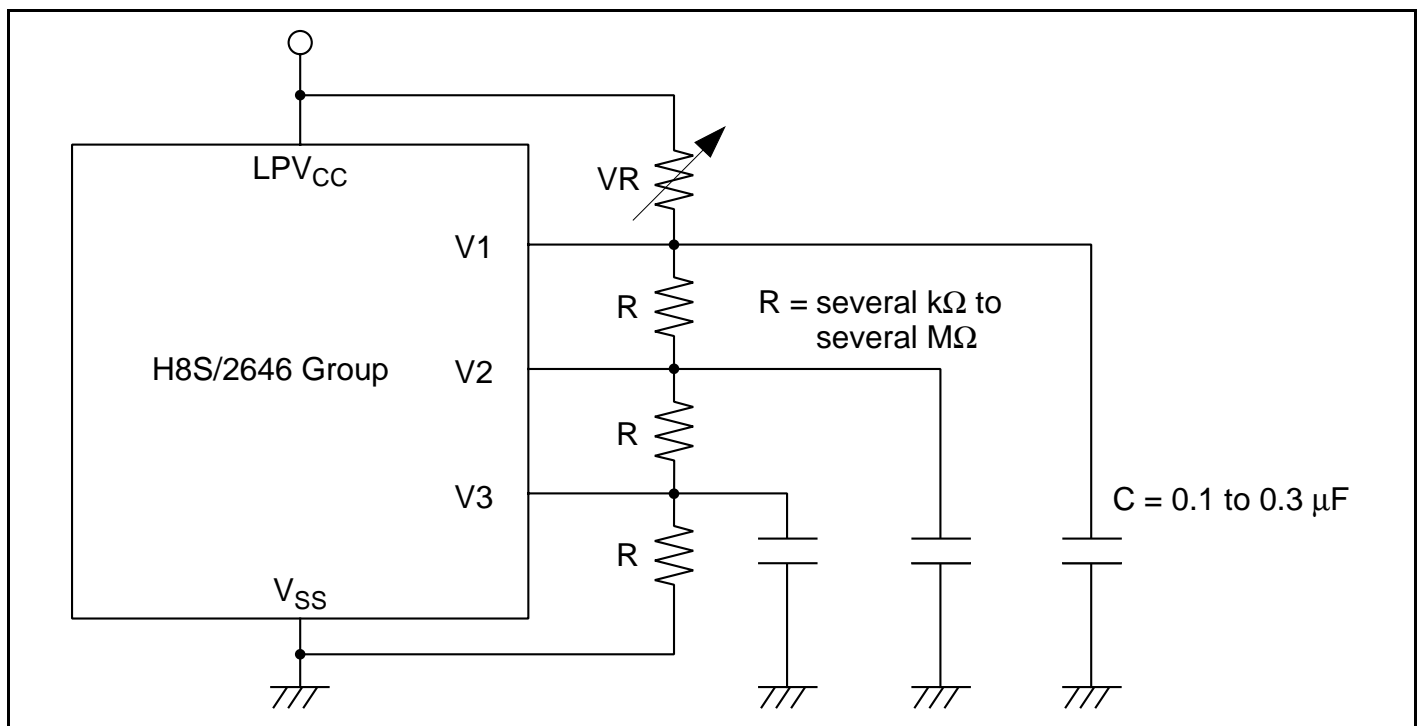 LPVCC
VR
V1
R
R = several kΩ to
several MΩ
H8S/2646 Group
V2
R
V3
C = 0.1 to 0.3 μF
R
VSS